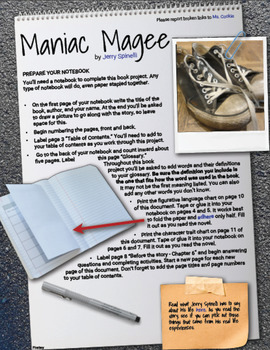 Please report broken links to Ms. Cookie.
Maniac Magee
by Jerry Spinelli
PREPARE YOUR NOTEBOOK
You'll need a notebook to complete this book project. Any
type of notebook will do, even paper stapled together.
On the first page of your notebook write the title of the
book, author, and your name. At the end you'll be asked
to draw a picture to go along with the story, so leave
space for this.
Begin numbering the pages, front and back.
Label page 3 "Table of Contents." You'll need to add to
your table of contents as you work through this project.
Go to the back of your notebook and count inward about
five pages. Label this page "Glossary."
Throughout this book
project you'll be asked to add words and their definitions
to your glossary. Be sure the definition you include is
the one that fits how the word was used in the book.
It may not be the first meaning listed. You can also
add any other words you don't know.
Print the figurative language chart on page 10
of this document. Tape or glue it into your
notebook on pages 4 and 5. It works best
to fold the paper and adhere only half. Fill
it out as you read the novel.
Print the character trait chart on page 11 of
this document. Tape or glue it into your notebook on
pages 6 and 7. Fill it out as you read the novel.
Label page 8 "Before the Story - Chapter 6" and begin answering
questions and completing activities. Start a new page for each new
page of this document. Don't forget to add the page titles and page numbers
to your table of contents.
Read what Jerry Spinelli has to say
about his life here. As you read the
story see if you can pick out those
things that came from his real life
experiences.